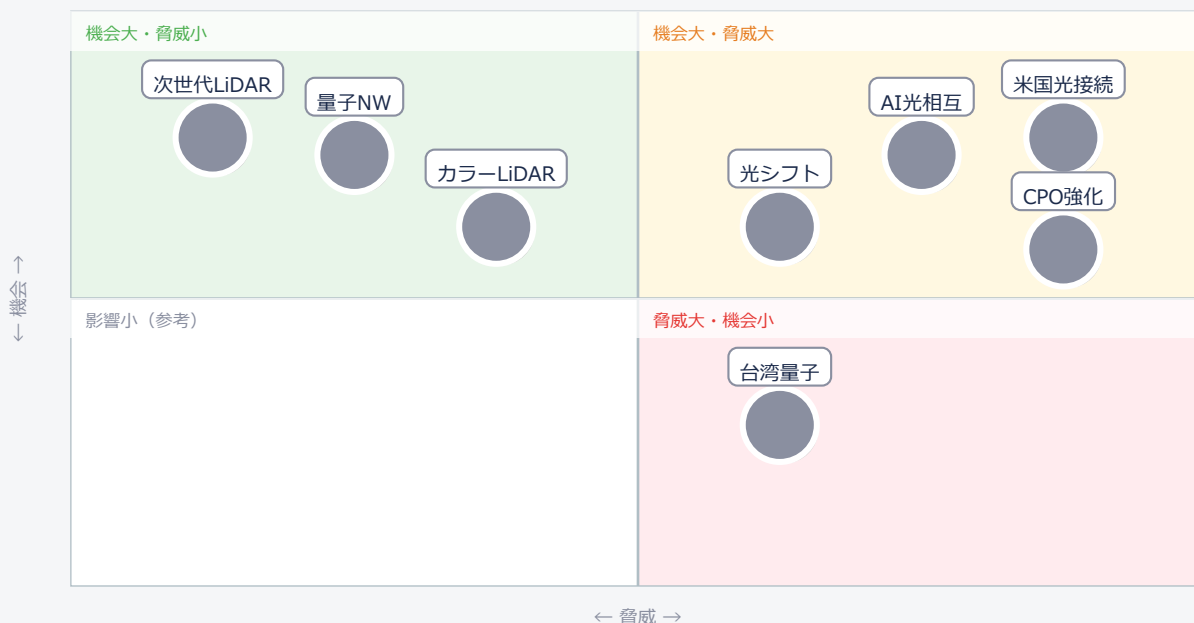 機会大・脅威小
機会大・脅威大
次世代LiDAR
量子NW
カラーLiDAR
光シフト
AI光相互
米国光接続
CPO強化
← 機会 →
影響小（参考）
脅威大・機会小
台湾量子
← 脅威 →